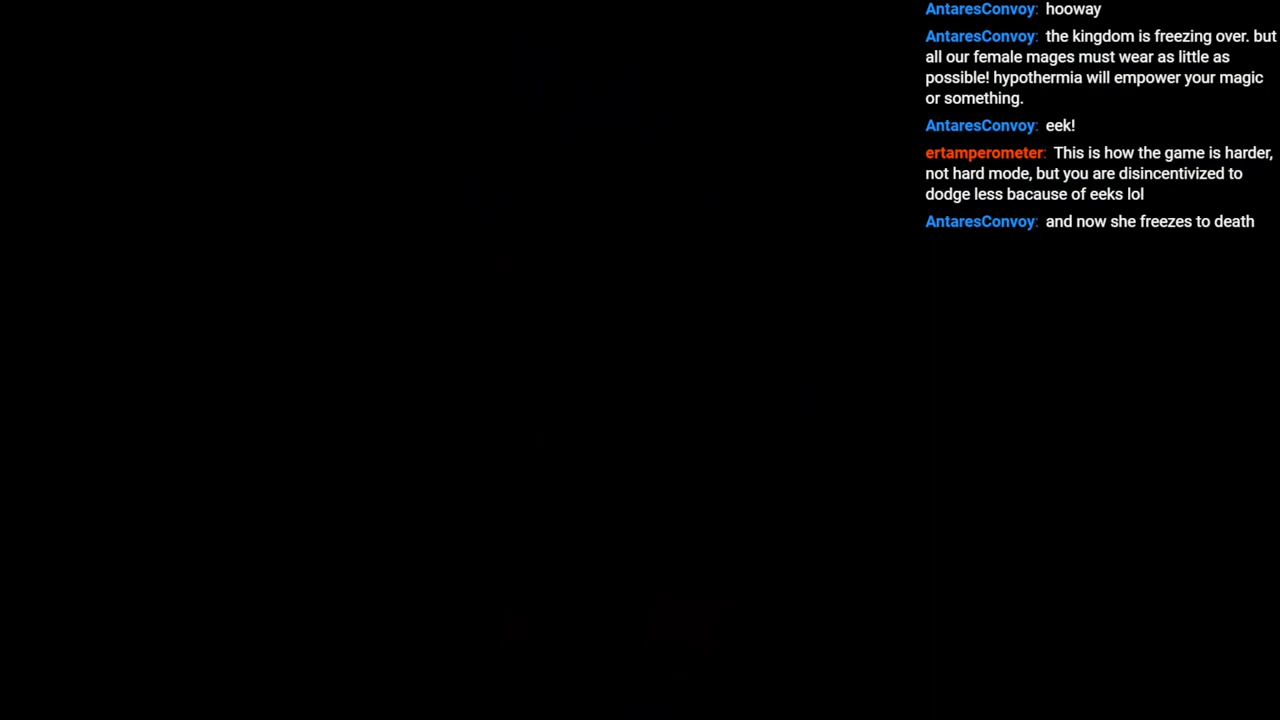 AntaresConvoy: hooway
AntaresConvoy: the kingdom is freezing over. but
all our female mages must wear as little as
possible! hypothermia will empower your magic
or something.
AntaresConvoy: eek!
ertamperometer: This is how the game is harder,
not hard mode, but you are disincentivized to
dodge less bacause of eeks lol
AntaresConvoy: and now she freezes to death